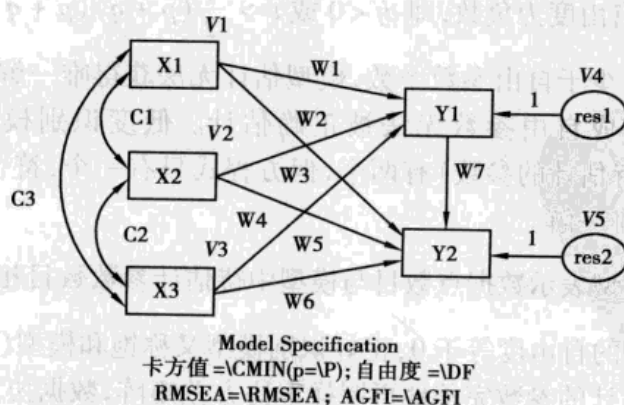 V1
X1
W1
V4
Y1
1
res1
C1
W2
V2
X2
W3
W7
C3
W4
C2
V3
W5
V5
Y2
1
res2
X3
W6
Model Specification
卡方值=\CMIN(p=\P); 自由度=\DF
RMSEA=\RMSEA; AGFI=\AGFI